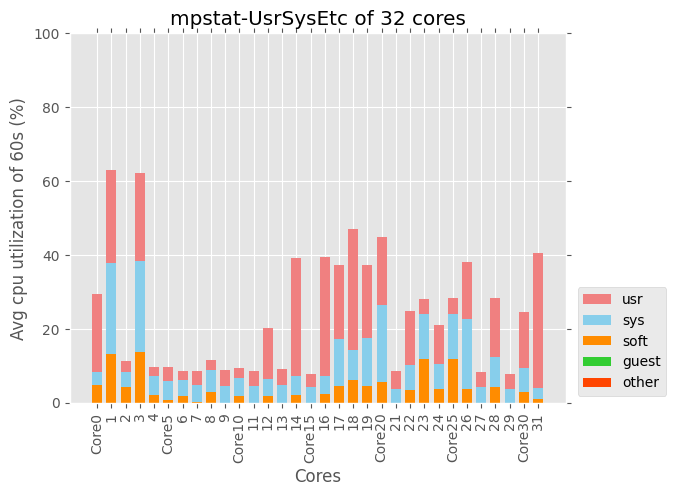 mpstat-UsrSysEtc of 32 cores
Avg cpu utilization of 60s (%)
100
80
60
40
20
0
Core0 1 2 3 4 Core5 6 7 8 9 Core10 11 12 13 14 Core15 16 17 18 19 Core20 21 22 23 24 Core25 26 27 28 29 Core30 31
Cores
usr
sys
soft
guest
other